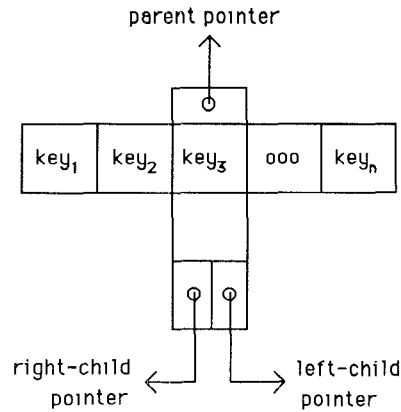 parent pointer
key1 key2 key3 ooo keyn
right-child left-child
pointer pointer